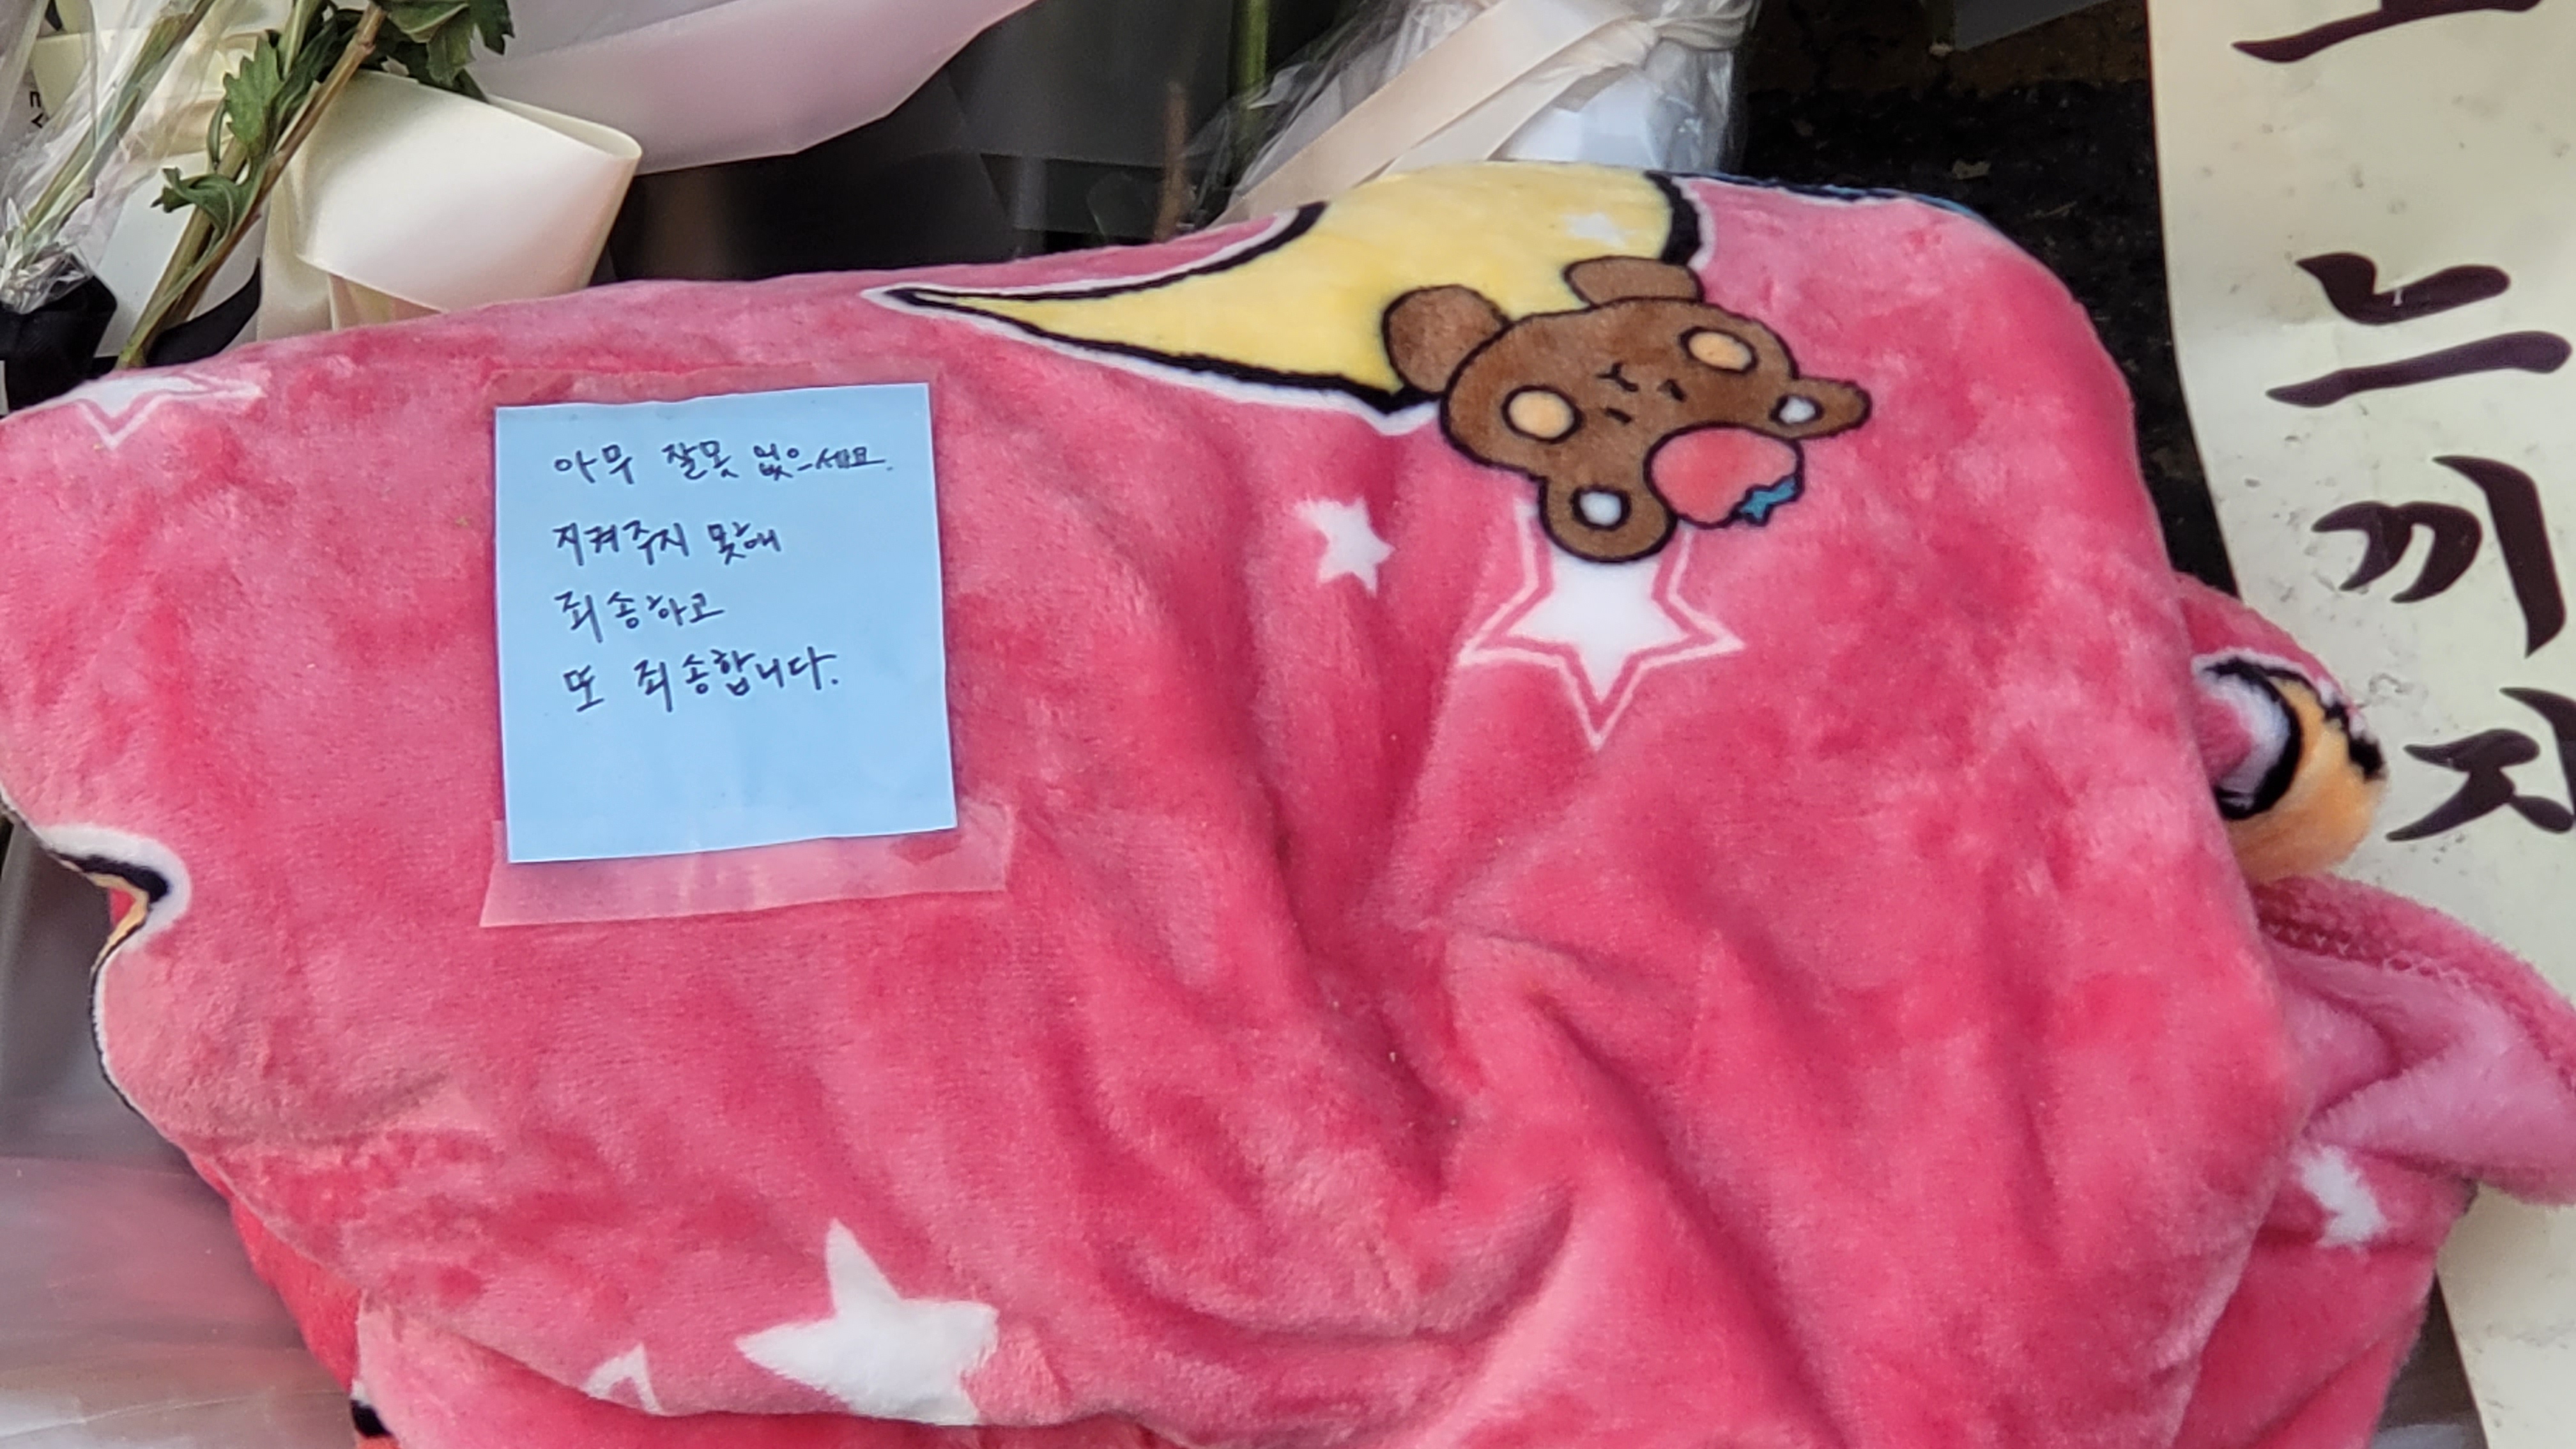 아무 잘못 없으세요.
지켜주지 못해
죄송하고
또 죄송합니다.
느
끼
지